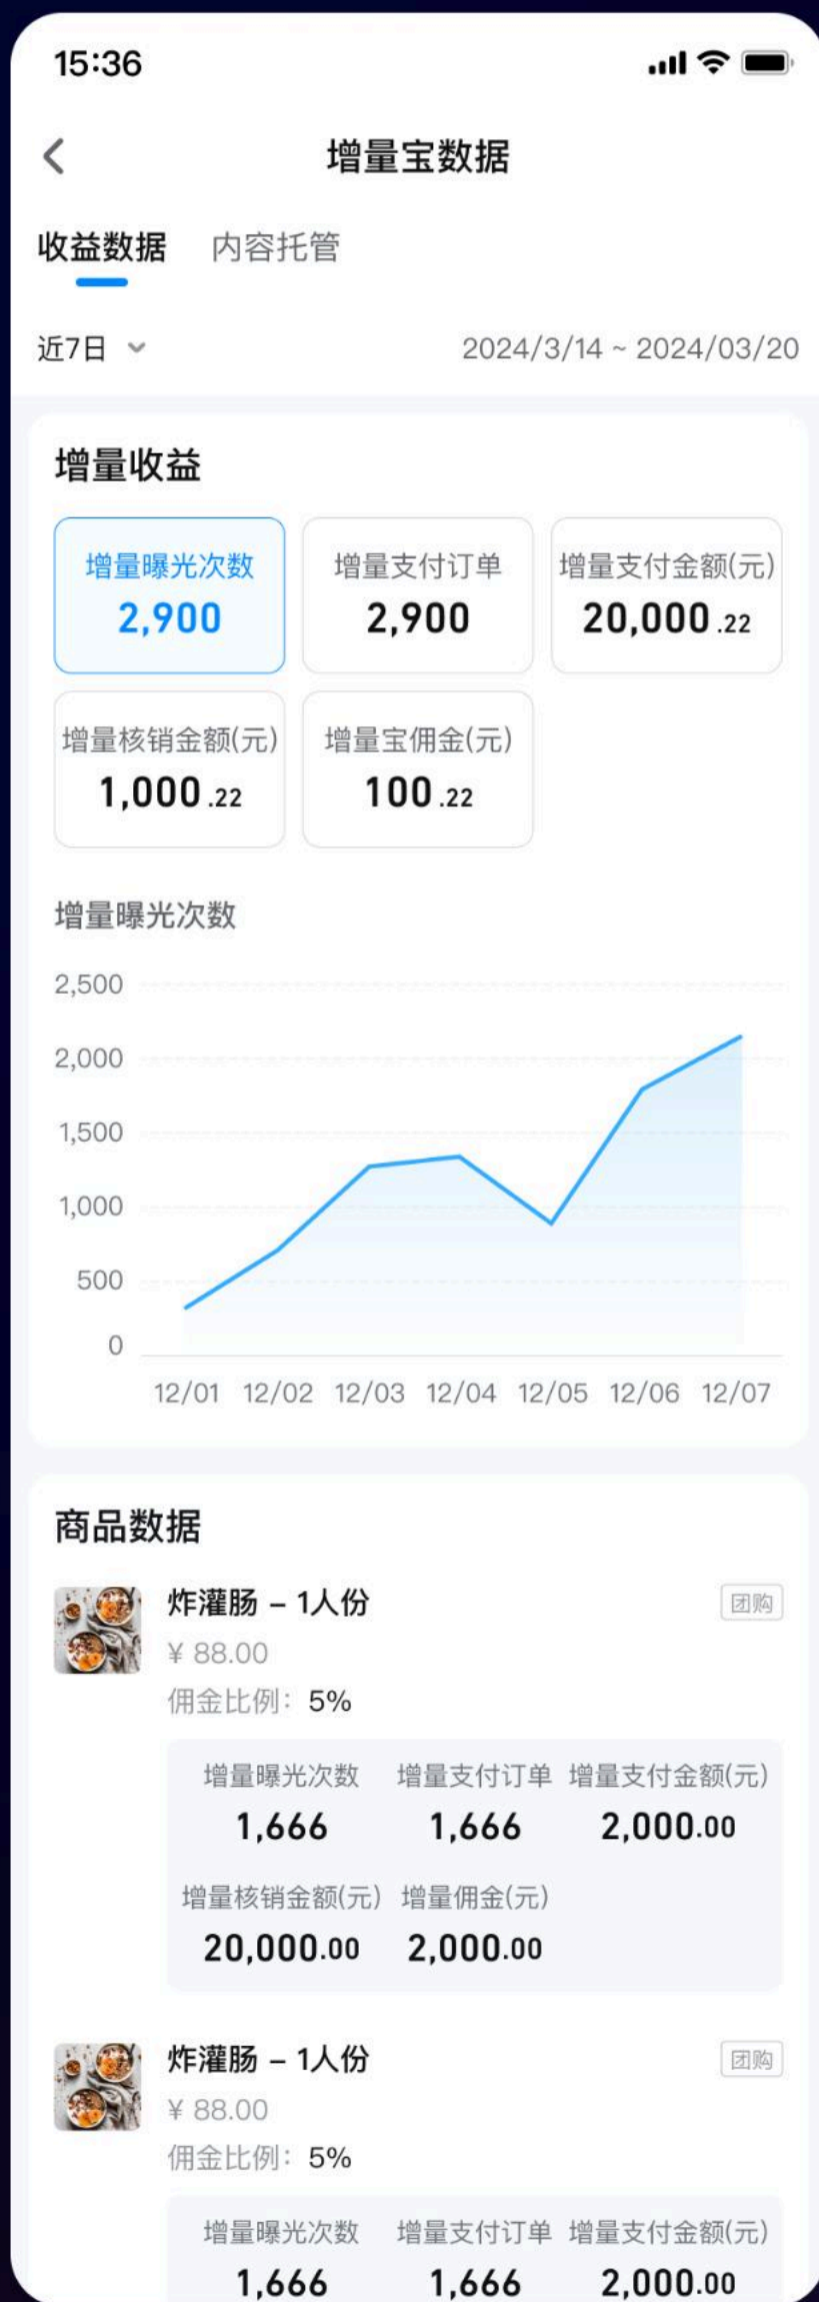 15:36
增量宝数据
收益数据 内容托管
近7日 2024/3/14 ~ 2024/03/20
增量收益
增量曝光次数 增量支付订单 增量支付金额(元)
2,900 2,900 20,000.22
增量核销金额(元) 增量宝佣金(元)
1,000.22 100.22
增量曝光次数
2,500
2,000
1,500
1,000
500
0
12/01 12/02 12/03 12/04 12/05 12/06 12/07
商品数据
炸灌肠 – 1人份 团购
¥ 88.00
佣金比例： 5%
增量曝光次数 增量支付订单 增量支付金额(元)
1,666 1,666 2,000.00
增量核销金额(元) 增量佣金(元)
20,000.00 2,000.00
炸灌肠 – 1人份 团购
¥ 88.00
佣金比例： 5%
增量曝光次数 增量支付订单 增量支付金额(元)
1,666 1,666 2,000.00